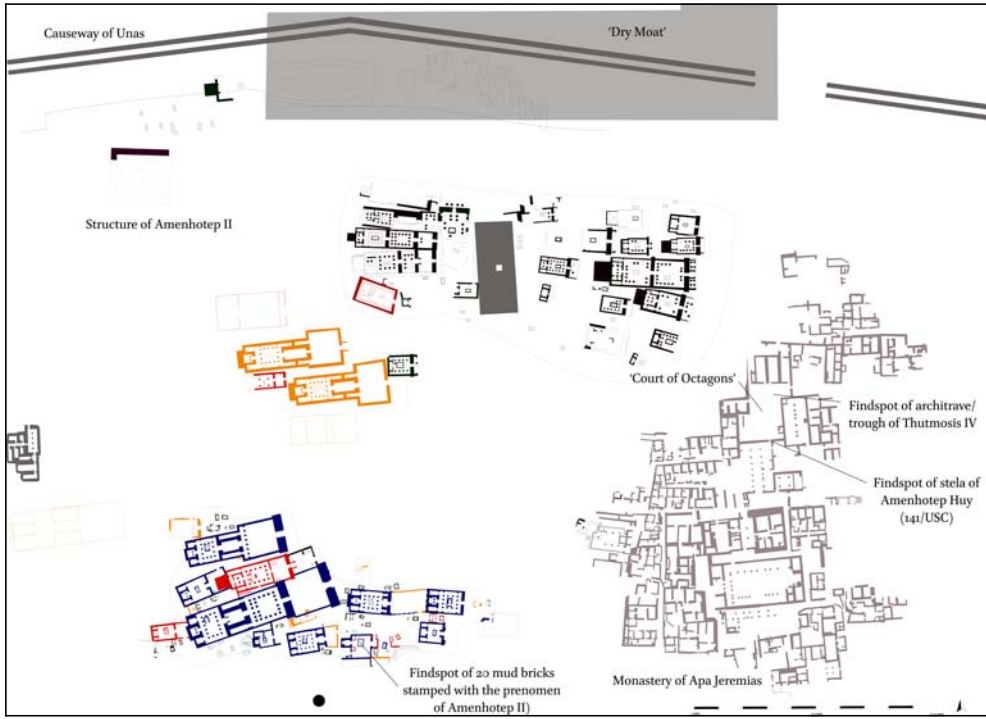 Causeway of Unas
'Dry Moat'
Structure of Amenhotep II
'Court of Octagons'
Findspot of architrave/
trough of Thutmosis IV
Findspot of stela of
Amenhotep Huy
(141/USC)
Monastery of Apa Jeremias
Findspot of 20 mud bricks
stamped with the prenomen
of Amenhotep II)